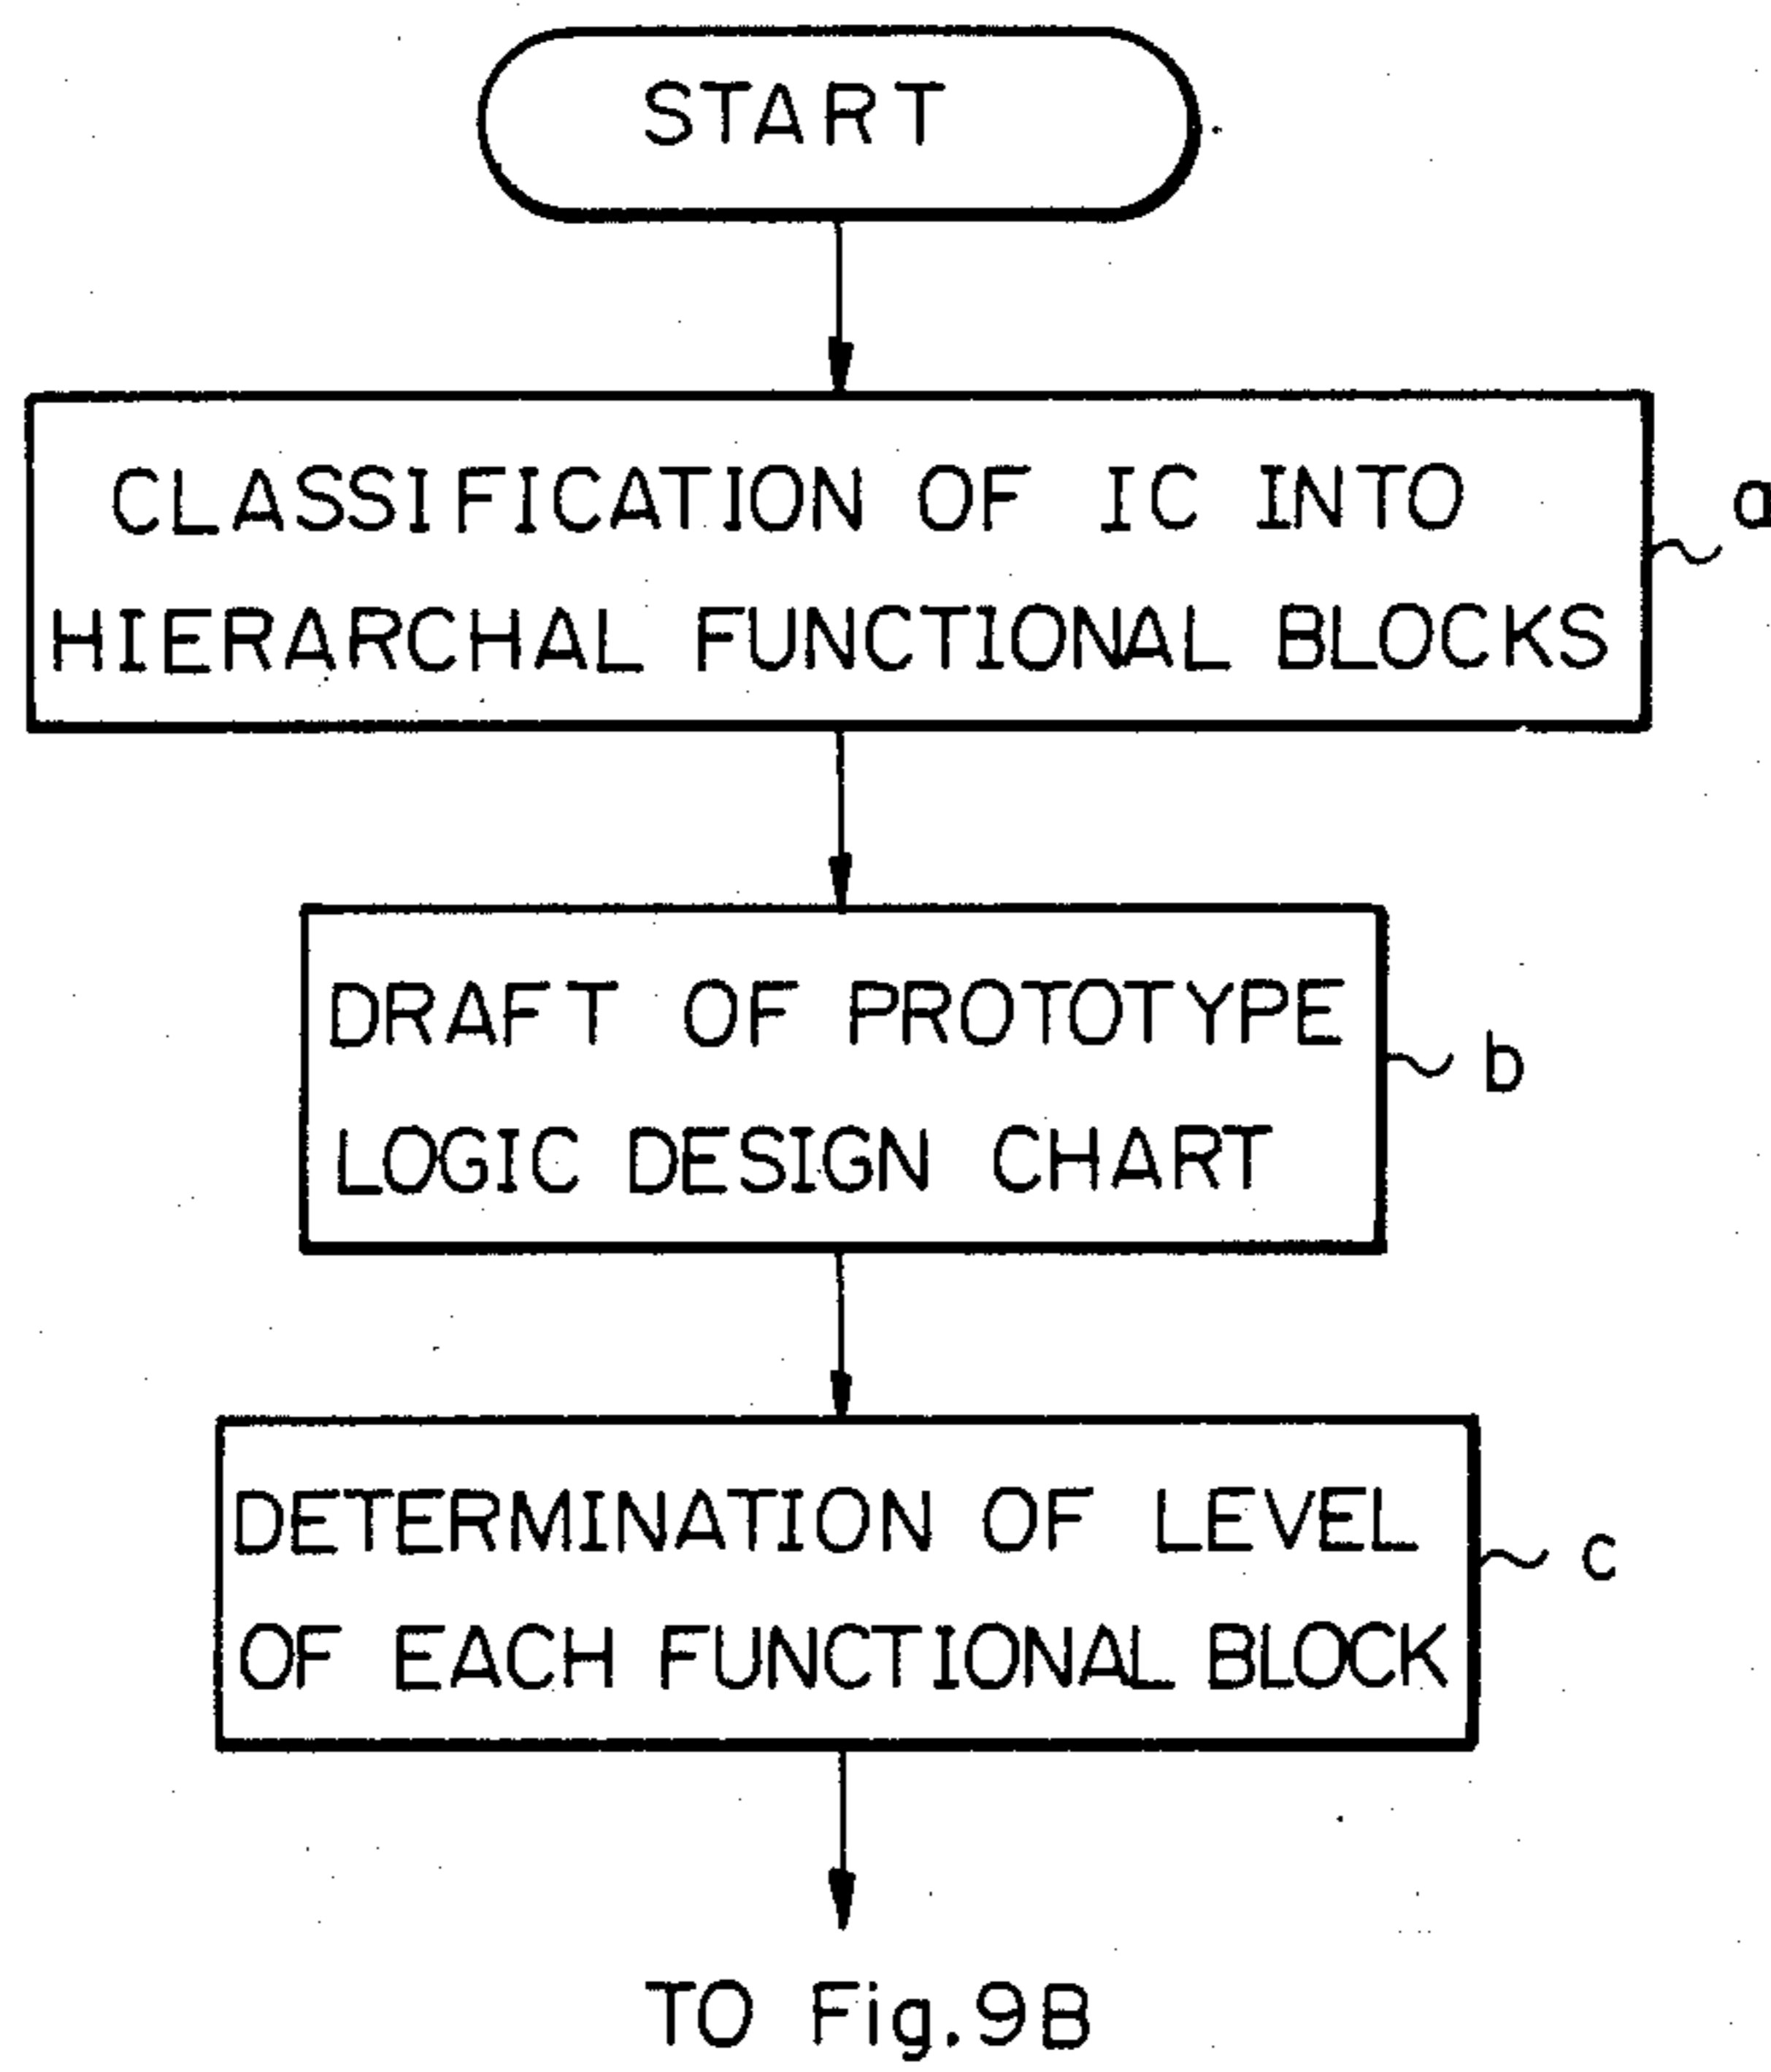 START
CLASSIFICATION OF IC INTO
HIERARCHAL FUNCTIONAL BLOCKS
a
DRAFT OF PROTOTYPE
LOGIC DESIGN CHART
b
DETERMINATION OF LEVEL
OF EACH FUNCTIONAL BLOCK
c
TO Fig.9B